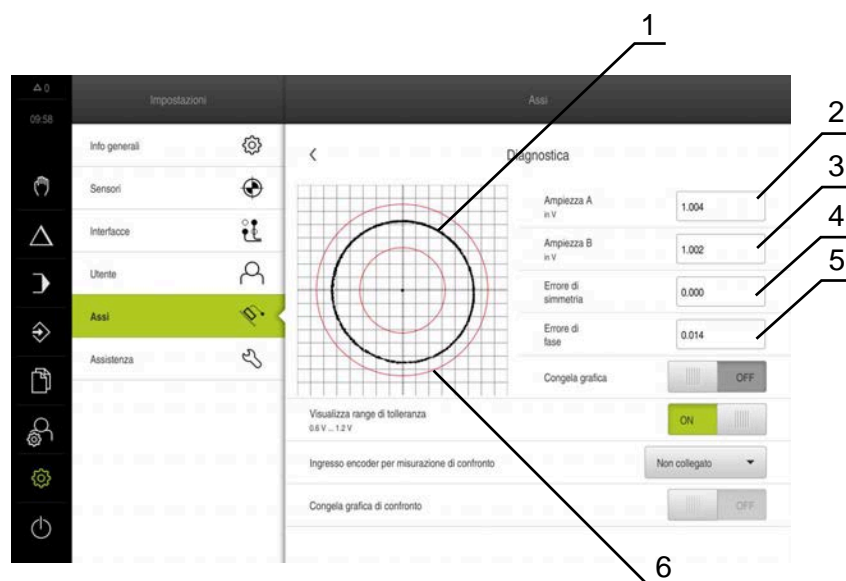 1
0
Impostazioni
Assi
09:58
2
Info generali
Diagnostica
Sensori
Ampiezza A
in V
1.004
3
Interfacce
Ampiezza B
in V
1.002
4
Utente
Errore di
simmetria
0.000
5
Assi
Errore di
fase
0.014
Assistenza
Congela grafica
OFF
Visualizza range di tolleranza
0.6 V ... 1.2 V
ON
Ingresso encoder per misurazione di confronto
Non collegato
Congela grafica di confronto
OFF
6